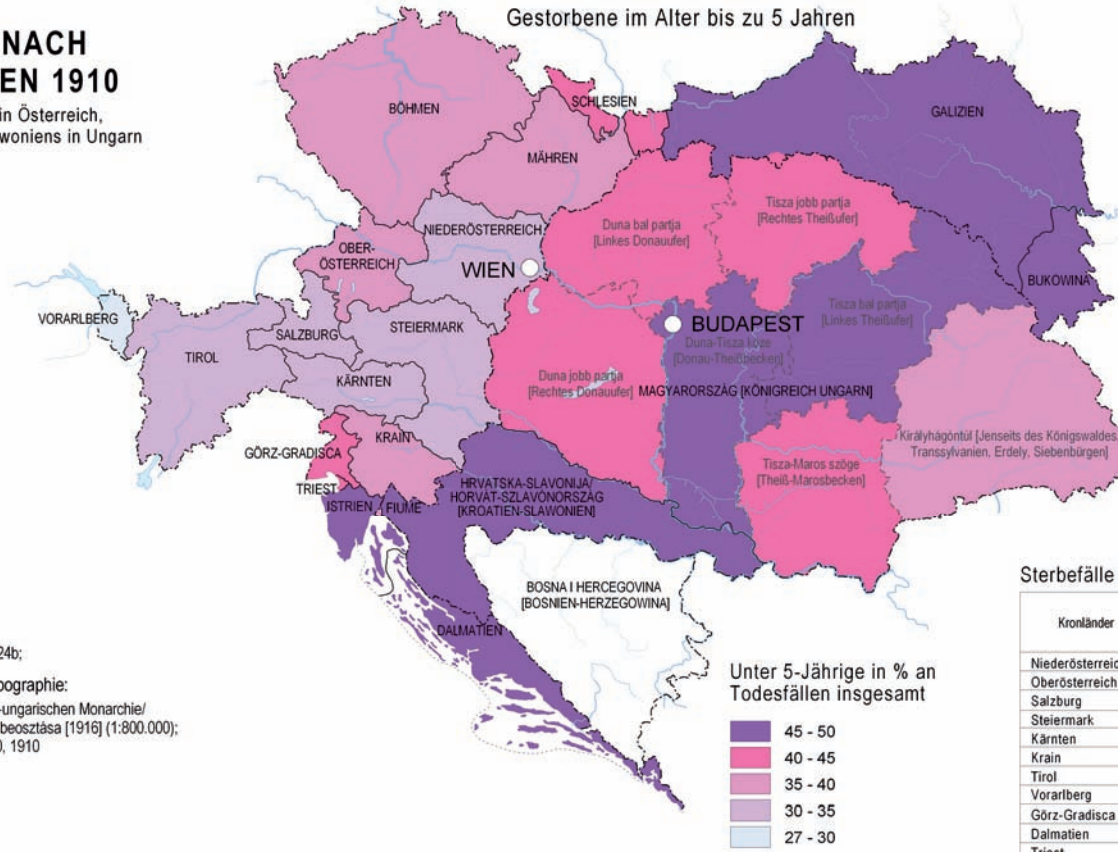 Gestorbene im Alter bis zu 5 Jahren
NACH
EN 1910
in Österreich,
woniens in Ungarn
BÖHMEN
SCHLESIEN
GALIZIEN
MÄHREN
Duna bal partja
[Linkes Donauufer]
Tisza jobb partja
[Rechtes Theißufer]
NIEDERÖSTERREICH
OBER-
ÖSTERREICH
WIEN
BUKOWINA
VORARLBERG
TIROL
SALZBURG
STEIERMARK
KÄRNTEN
Tisza bal partja
[Linkes Theißufer]
BUDAPEST
Duna-Tisza köze
[Donau-Theißbecken]
Duna jobb partja
[Rechtes Donauufer]
MAGYARORSZÁG [KÖNIGREICH UNGARN]
GÖRZ-GRADISCA
KRAIN
TRIEST
ISTRIEN
FIUME
HRVATSKA-SLAVONIJA/
HORVÁT-SZLAVÓNORSZÁG
[KROATIEN-SLAWONIEN]
Tisza-Maros szöge
[Theiß-Marosbecken]
Királyhágóntúl [Jenseits des Königswaldes,
Transsylvanien, Erdely, Siebenbürgen]
BOSNA I HERCEGOVINA
[BOSNIEN-HERZEGOWINA]
DALMATIEN
24b;
pographie:
-ungarischen Monarchie/
beosztása [1916] (1:800.000);
0, 1910
Unter 5-Jährige in % an
Todesfällen insgesamt
45 - 50
40 - 45
35 - 40
30 - 35
27 - 30
Sterbefälle
Kronländer
Niederösterreic
Oberösterreich
Salzburg
Steiermark
Kärnten
Krain
Tirol
Vorarlberg
Görz-Gradisca
Dalmatien
Triest